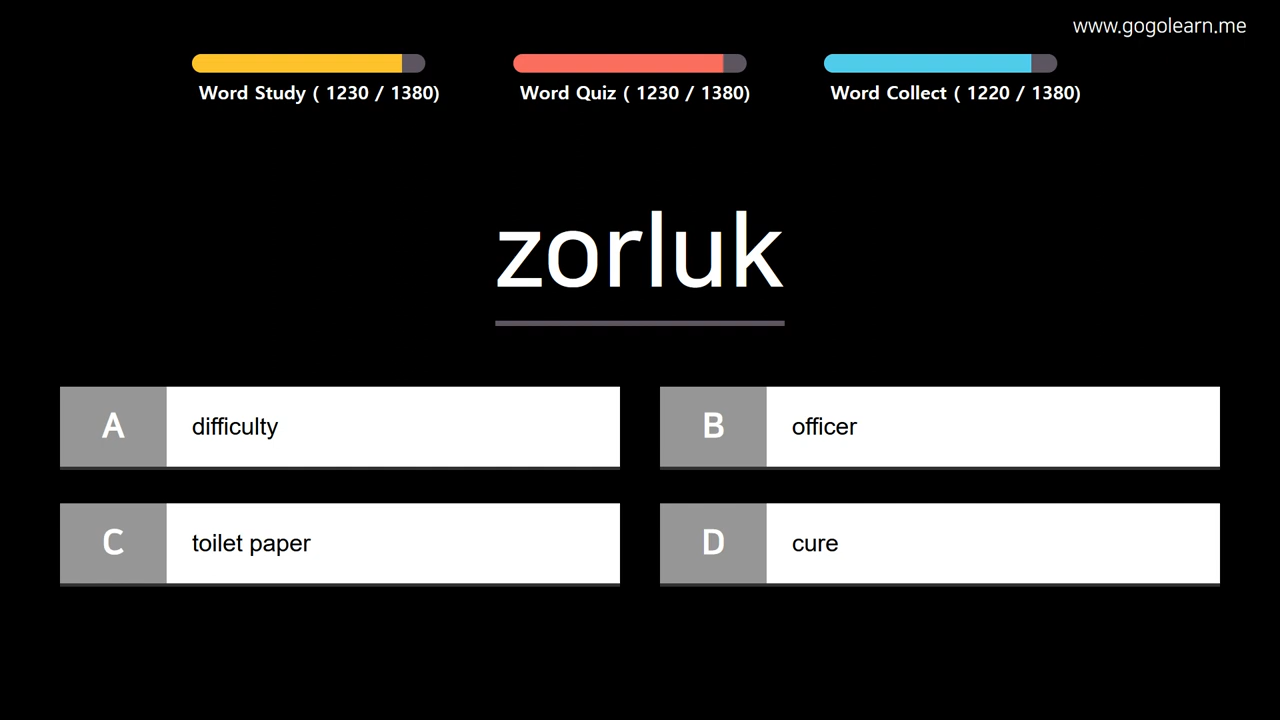 www.gogolearn.me
Word Study ( 1230 / 1380)
Word Quiz ( 1230 / 1380)
Word Collect ( 1220 / 1380)
zorluk
A difficulty
B officer
C toilet paper
D cure